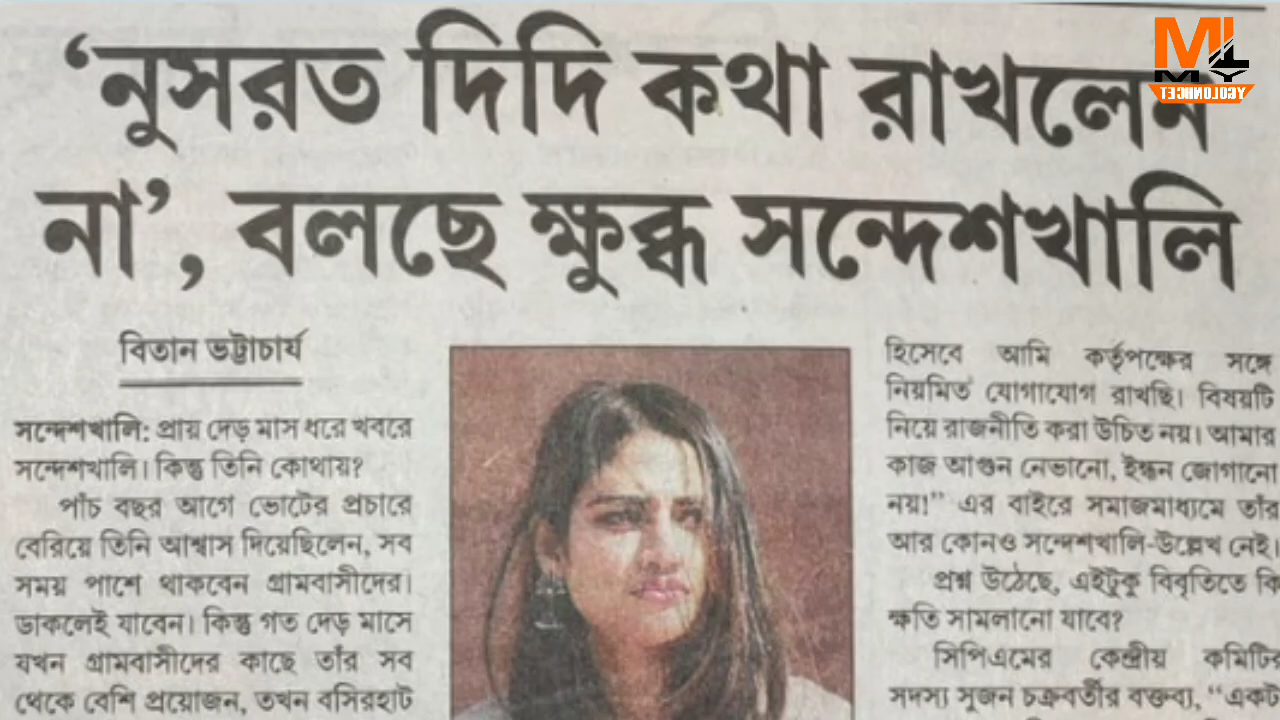 ‘নুসরত দিদি কথা রাখলেন
না’, বলছে ক্ষুব্ধ সন্দেশখালি
বিতান ভট্টাচার্য
সন্দেশখালি: প্রায় দেড় মাস ধরে খবরে
সন্দেশখালি। কিন্তু তিনি কোথায়?
পাঁচ বছর আগে ভোটের প্রচারে
বেরিয়ে তিনি আশ্বাস দিয়েছিলেন, সব
সময় পাশে থাকবেন গ্রামবাসীদের।
ডাকলেই যাবেন। কিন্তু গত দেড় মাসে
যখন গ্রামবাসীদের কাছে তাঁর সব
থেকে বেশি প্রয়োজন, তখন বসিরহাট
হিসেবে আমি কর্তৃপক্ষের সঙ্গে
নিয়মিত যোগাযোগ রাখছি। বিষয়টি
নিয়ে রাজনীতি করা উচিত নয়। আমার
কাজ আগুন নেভানো, ইন্ধন জোগানো
নয়!” এর বাইরে সমাজমাধ্যমে তাঁর
আর কোনও সন্দেশখালি-উল্লেখ নেই।
প্রশ্ন উঠেছে, এইটুকু বিবৃতিতে কি
ক্ষতি সামলানো যাবে?
সিপিএমের কেন্দ্রীয় কমিটির
সদস্য সুজন চক্রবর্তীর বক্তব্য, “একট